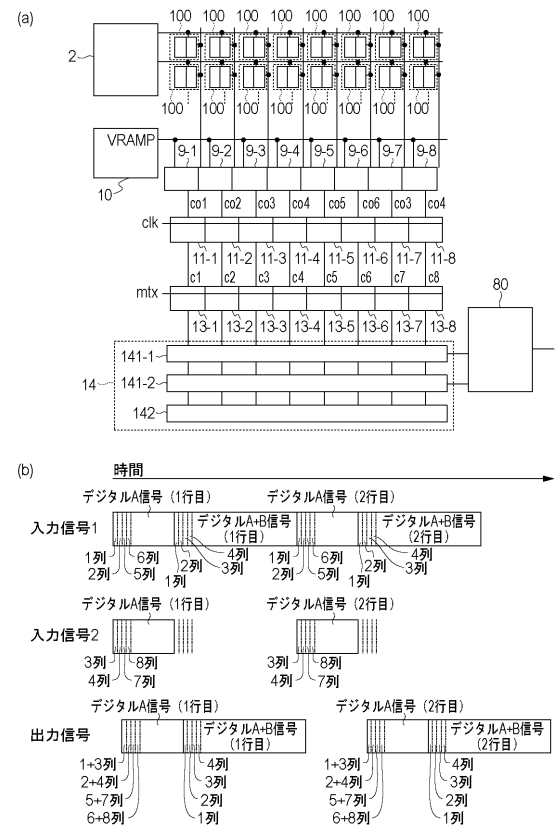 (a)
100 100 100 100 100 100 100 100
2
100 100 100 100 100 100 100 100
VRAMP
9-1 9-2 9-3 9-4 9-5 9-6 9-7 9-8
10
co1 co2 co3 co4 co5 co6 co3 co4
clk
11-1 11-2 11-3 11-4 11-5 11-6 11-7 11-8
c1 c2 c3 c4 c5 c6 c7 c8
80
mtx
13-1 13-2 13-3 13-4 13-5 13-6 13-7 13-8
141-1
14
141-2
142
(b)
時間
デジタルA信号 (1行目) デジタルA信号 (2行目)
入力信号1
デジタルA+B信号 (1行目)
デジタルA+B信号 (2行目)
1列 6列 4列 1列 6列 4列
2列 5列 2列 3列 2列 5列 2列 3列
1列 1列
デジタルA信号 (1行目) デジタルA信号 (2行目)
入力信号2
3列 8列 3列 8列
4列 7列 4列 7列
デジタルA信号 (1行目) デジタルA信号 (2行目)
出力信号
デジタルA+B信号 (1行目)
デジタルA+B信号 (2行目)
1+3列 4列 1+3列 4列
2+4列 3列 2+4列 3列
5+7列 2列 5+7列 2列
6+8列 1列 6+8列 1列